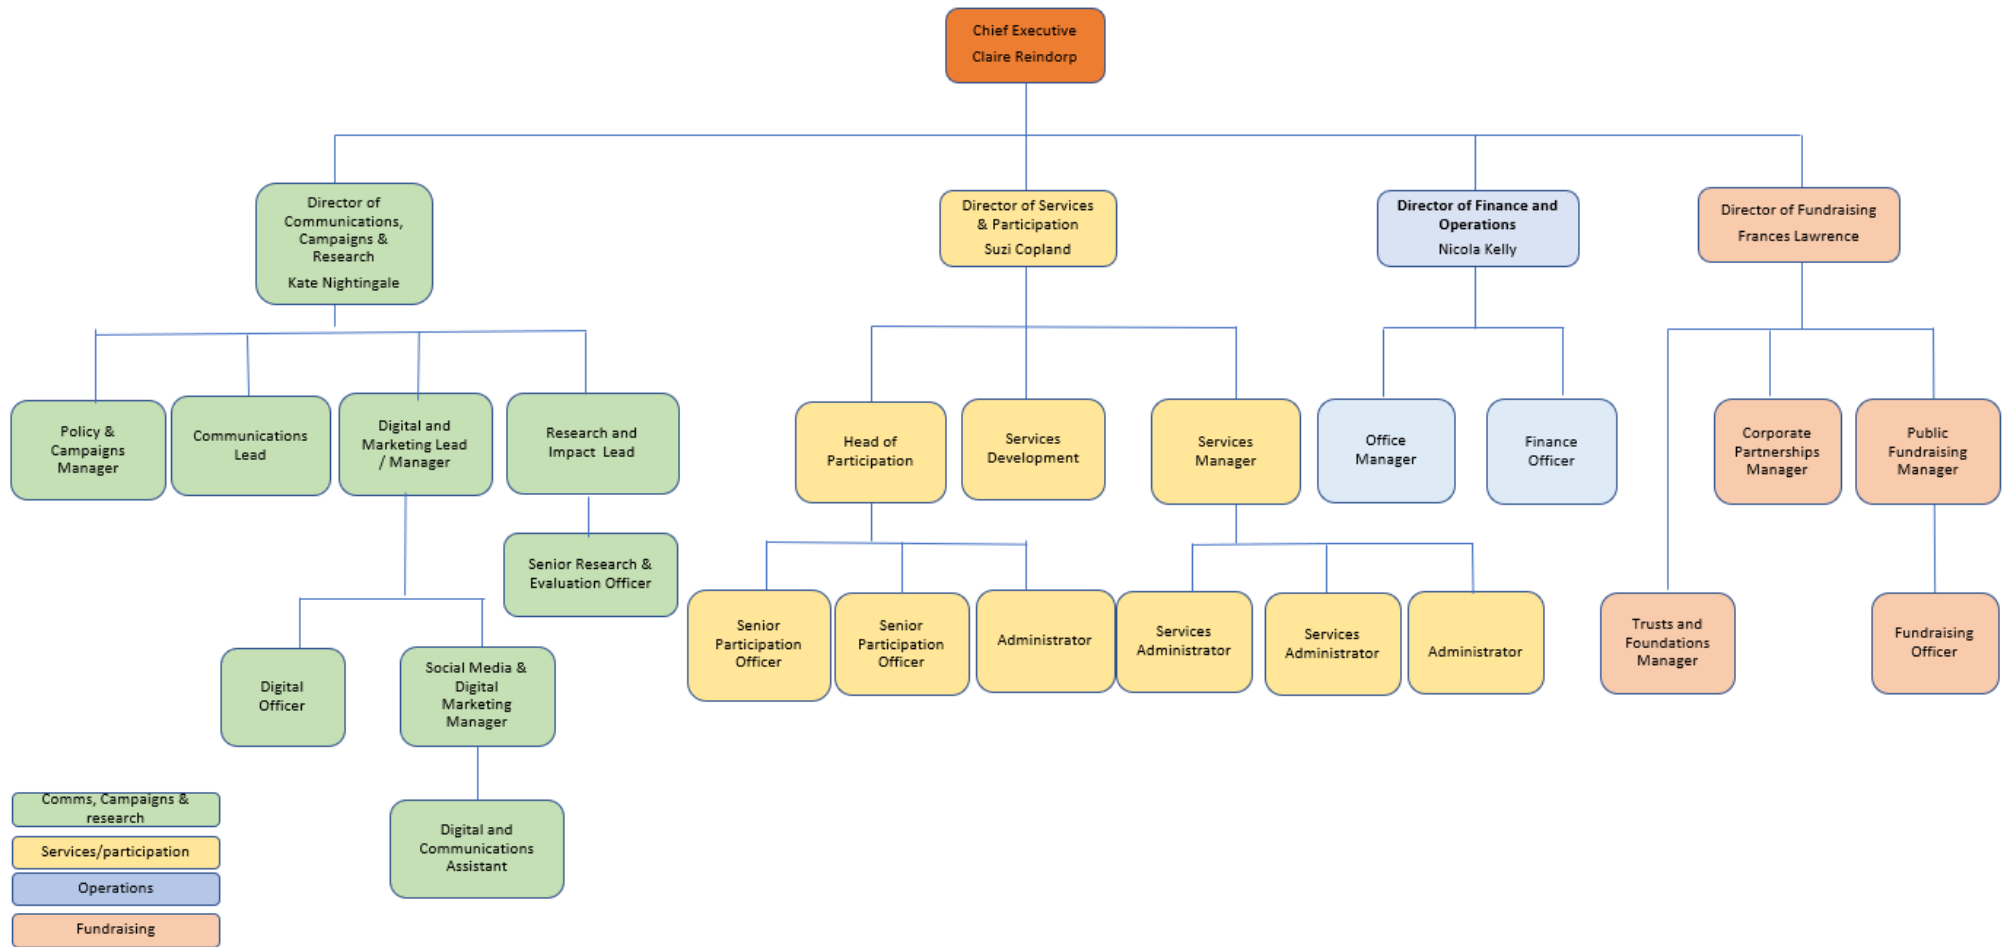 Chief Executive
Claire Reindorp
Director of
Communications,
Campaigns &
Research
Kate Nightingale
Director of Services
& Participation
Suzi Copland
Director of Finance and
Operations
Nicola Kelly
Director of Fundraising
Frances Lawrence
Policy &
Campaigns
Manager
Communications
Lead
Digital and
Marketing Lead
/ Manager
Research and
Impact Lead
Head of
Participation
Services
Development
Services
Manager
Office
Manager
Finance
Officer
Corporate
Partnerships
Manager
Public
Fundraising
Manager
Senior Research &
Evaluation Officer
Senior
Participation
Officer
Senior
Participation
Officer
Administrator
Services
Administrator
Services
Administrator
Administrator
Trusts and
Foundations
Manager
Fundraising
Officer
Digital
Officer
Social Media &
Digital
Marketing
Manager
Digital and
Communications
Assistant
Comms, Campaigns &
research
Services/participation
Operations
Fundraising